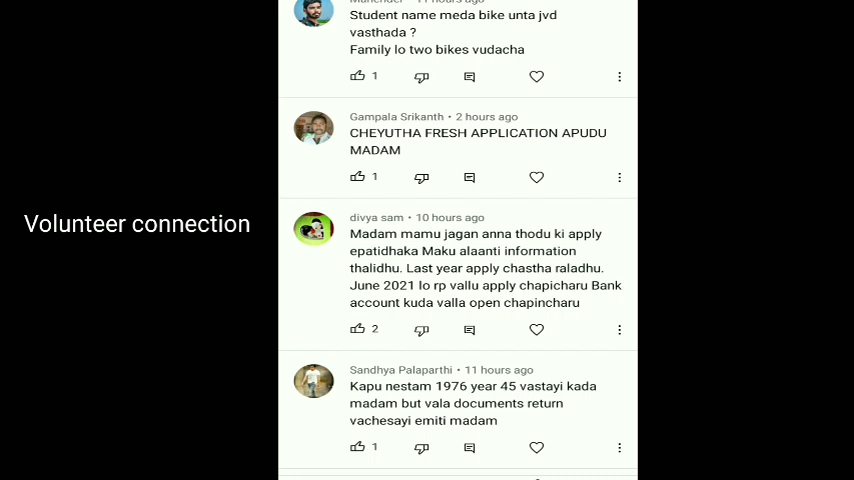 Mahender • 11 hours ago
Student name meda bike unta jvd
vasthada ?
Family lo two bikes vudacha
1
Gampala Srikanth • 2 hours ago
CHEYUTHA FRESH APPLICATION APUDU
MADAM
1
Volunteer connection
divya sam • 10 hours ago
Madam mamu jagan anna thodu ki apply
epatidhaka Maku alaanti information
thalidhu. Last year apply chastha raladhu.
June 2021 lo rp vallu apply chapicharu Bank
account kuda valla open chapincharu
2
Sandhya Palaparthi • 11 hours ago
Kapu nestam 1976 year 45 vastayi kada
madam but vala documents return
vachesayi emiti madam
1